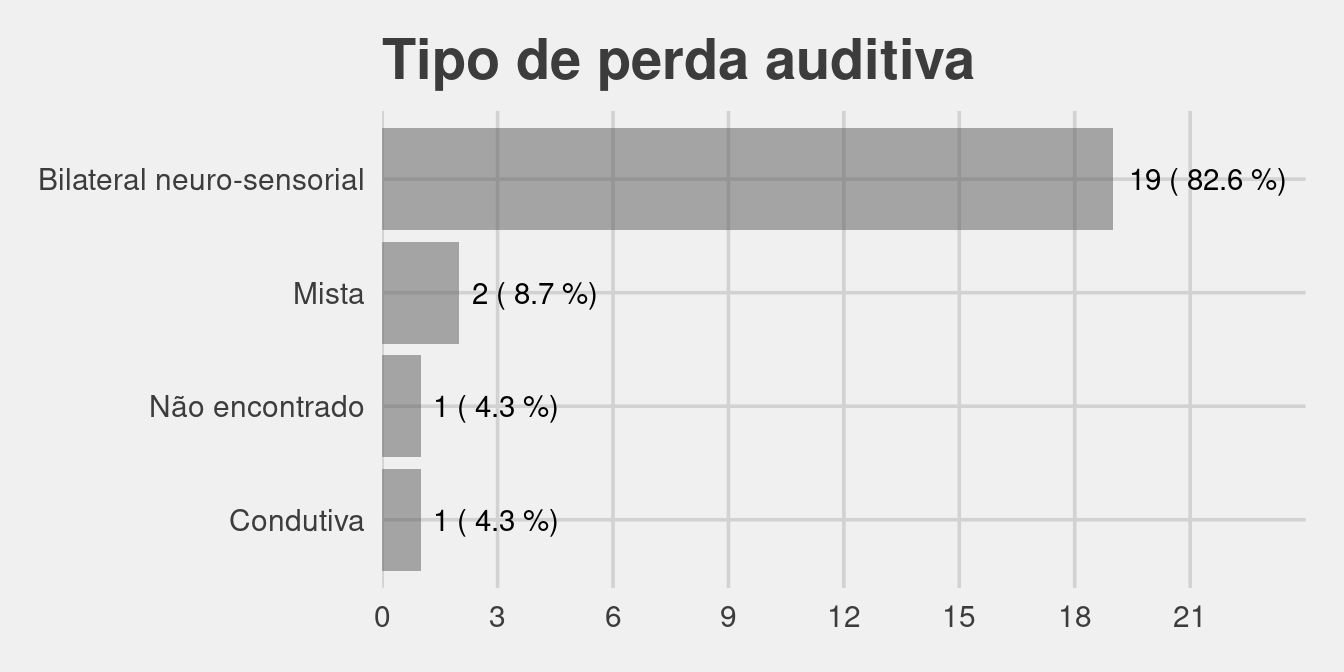 Tipo de perda auditiva
Bilateral neuro-sensorial
19 ( 82.6 %)
Mista
2 ( 8.7 %)
Não encontrado
1 ( 4.3 %)
Condutiva
1 ( 4.3 %)
0 3 6 9 12 15 18 21